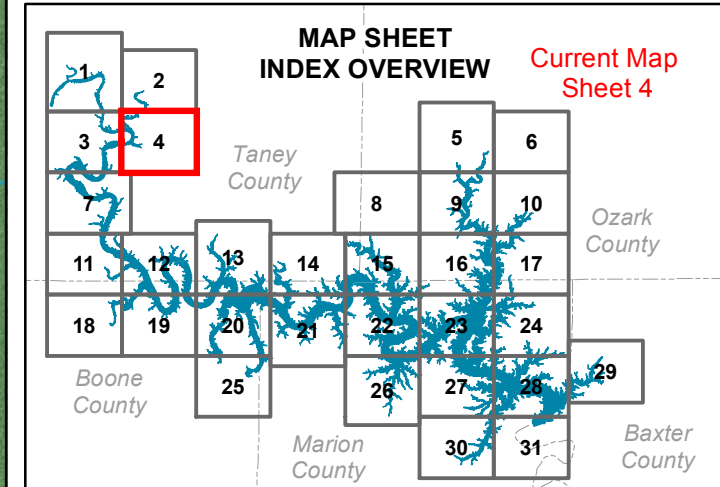 MAP SHEET
INDEX OVERVIEW
Current Map
Sheet 4
1
2
3
4
Taney
County
5
6
7
8
9
10
Ozark
County
11
12
13
14
15
16
17
18
19
20
21
22
23
24
25
26
27
28
29
Boone
County
Marion
County
30
31
Baxter
County